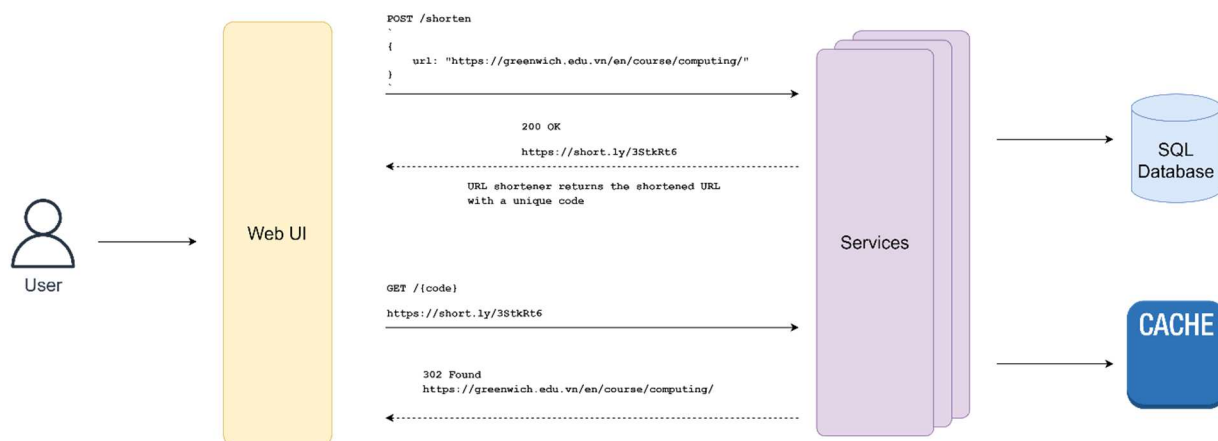 POST /shorten
`
{
    url: "https://greenwich.edu.vn/en/course/computing/"
}
`
200 OK
https://short.ly/3StkRt6
URL shortener returns the shortened URL
with a unique code
User
Web UI
Services
SQL
Database
GET /{code}
https://short.ly/3StkRt6
302 Found
https://greenwich.edu.vn/en/course/computing/
CACHE